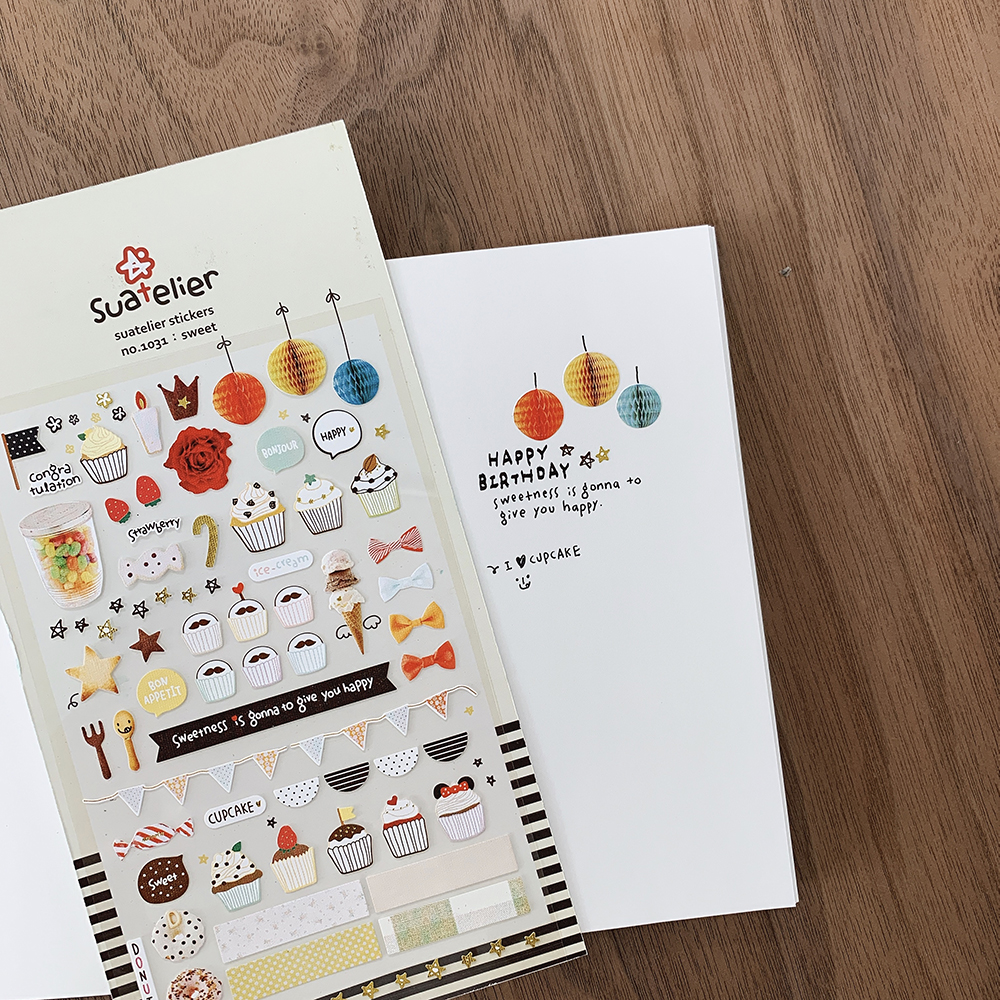 Suatelier
suatelier stickers
no.1031 : sweet
BONJOUR
HAPPY
congra
tulation
strawberry
ice-cream
BON
APPETIT
Sweetness is gonna to give you happy
CUPCAKE
Sweet
D
DONUT
HAPPY
BIRTHDAY
sweetness is gonna to
give you happy.
I ♥ CUPCAKE